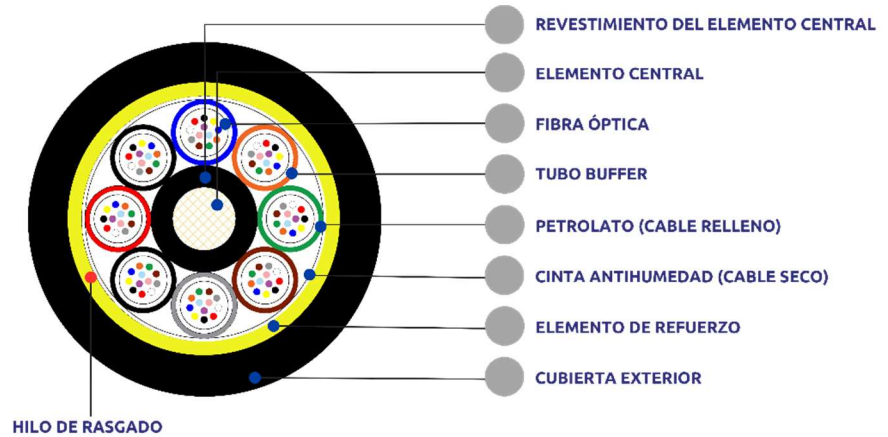 REVESTIMIENTO DEL ELEMENTO CENTRAL
ELEMENTO CENTRAL
FIBRA ÓPTICA
TUBO BUFFER
PETROLATO (CABLE RELLENO)
CINTA ANTIHUMEDAD (CABLE SECO)
ELEMENTO DE REFUERZO
CUBIERTA EXTERIOR
HILO DE RASGADO